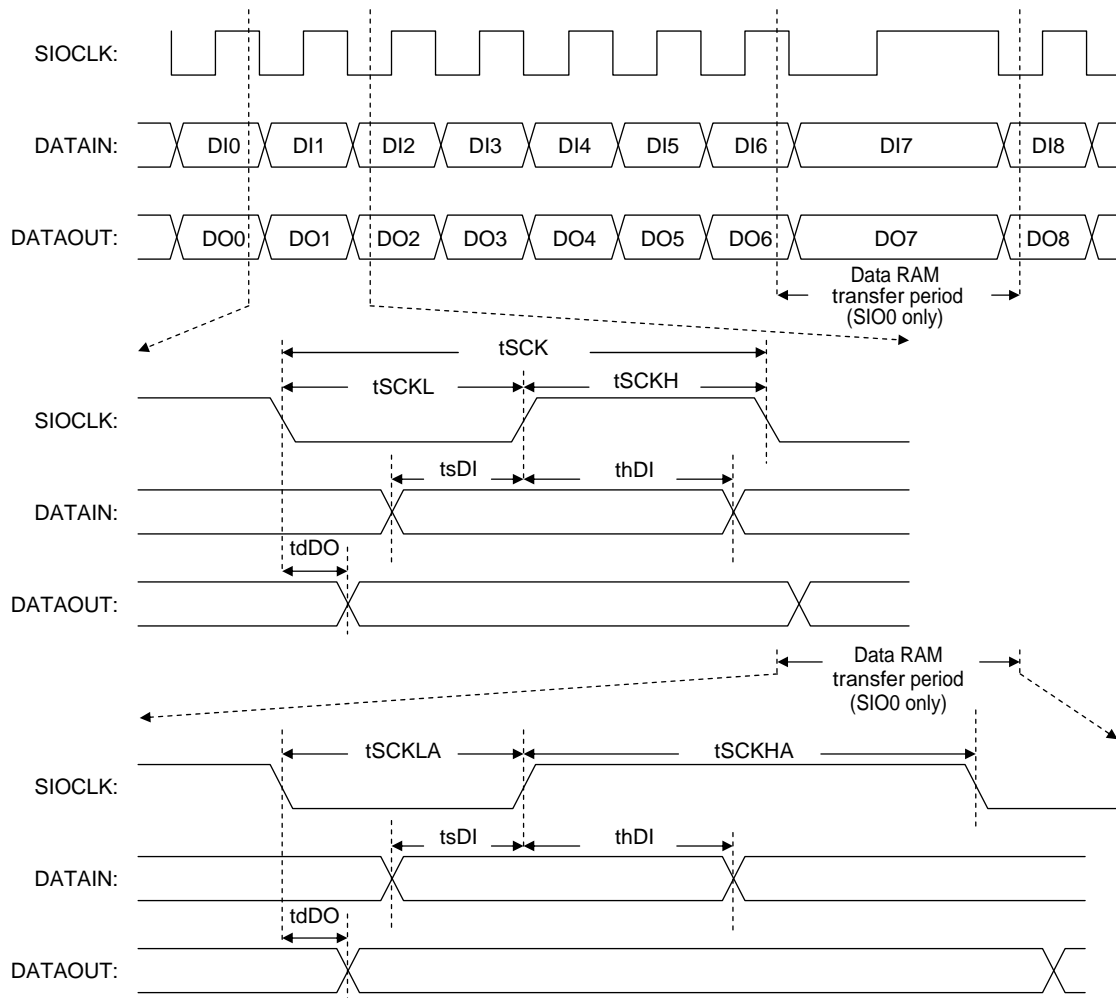 SIOCLK:
DATAIN: DI0 DI1 DI2 DI3 DI4 DI5 DI6 DI7 DI8
DATAOUT: DO0 DO1 DO2 DO3 DO4 DO5 DO6 DO7 DO8
Data RAM
transfer period
(SIO0 only)
tSCK
tSCKL tSCKH
SIOCLK:
tsDI thDI
DATAIN:
tdDO
DATAOUT:
Data RAM
transfer period
(SIO0 only)
tSCKLA tSCKHA
SIOCLK:
tsDI thDI
DATAIN:
tdDO
DATAOUT: